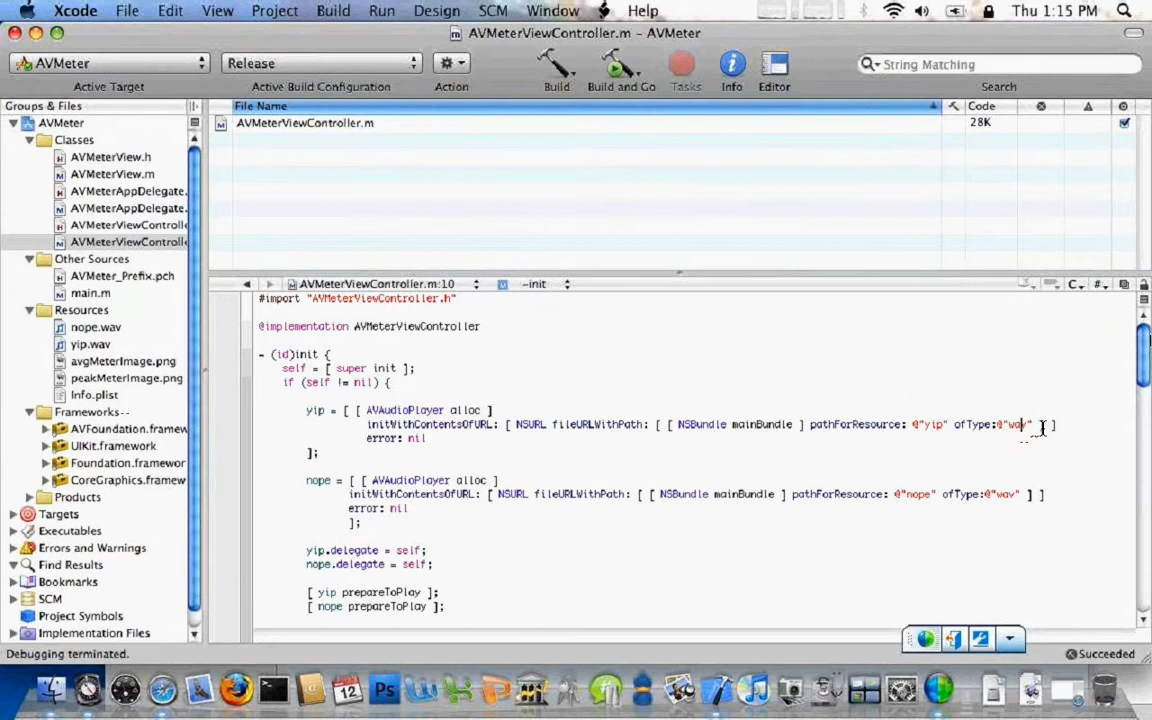 Xcode File Edit View Project Build Run Design SCM Window Help Thu 1:15 PM
AVMeterViewController.m – AVMeter
AVMeter Release String Matching
Active Target Active Build Configuration Action Build Build and Go Tasks Info Editor Search
Groups & Files File Name Code
AVMeter AVMeterViewController.m 28K
Classes
AVMeterView.h
AVMeterView.m
AVMeterAppDelegate.
AVMeterAppDelegate.
AVMeterViewControlle
AVMeterViewControlle
Other Sources
AVMeter_Prefix.pch
main.m
Resources
nope.wav
yip.wav
avgMeterImage.png
peakMeterImage.png
Info.plist
Frameworks
AVFoundation.framew
UIKit.framework
Foundation.framewor
CoreGraphics.framew
Products
Targets
Executables
Errors and Warnings
Find Results
Bookmarks
SCM
Project Symbols
Implementation Files
AVMeterViewController.m:10 -init C #
#import "AVMeterViewController.h"
@implementation AVMeterViewController
- (id)init {
self = [ super init ];
if (self != nil) {
yip = [ [ AVAudioPlayer alloc ]
initWithContentsOfURL: [ NSURL fileURLWithPath: [ [ NSBundle mainBundle ] pathForResource: @"yip" ofType:@"wav" ] ]
error: nil
];
nope = [ [ AVAudioPlayer alloc ]
initWithContentsOfURL: [ NSURL fileURLWithPath: [ [ NSBundle mainBundle ] pathForResource: @"nope" ofType:@"wav" ] ]
error: nil
];
yip.delegate = self;
nope.delegate = self;
[ yip prepareToPlay ];
[ nope prepareToPlay ];
Debugging terminated. Succeeded
12 Ps